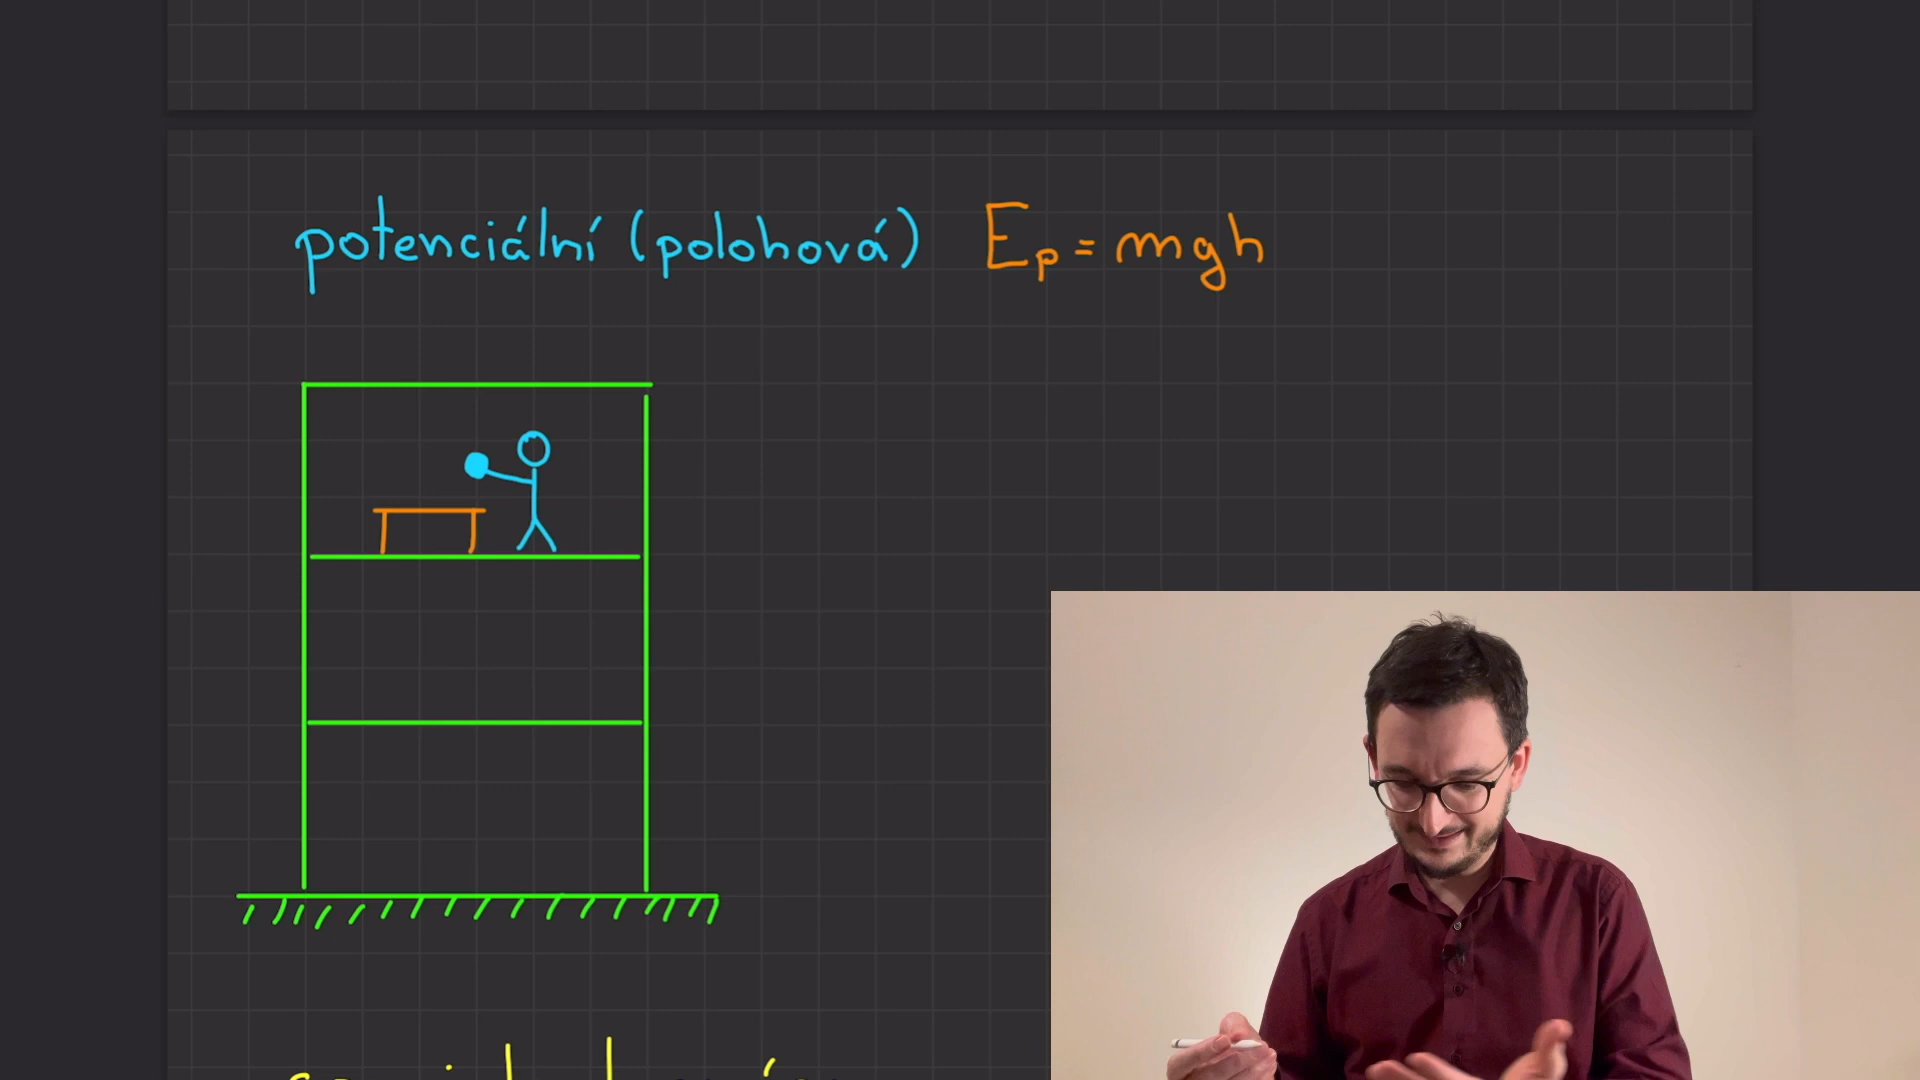 potenciální (polohová) Ep = mgh